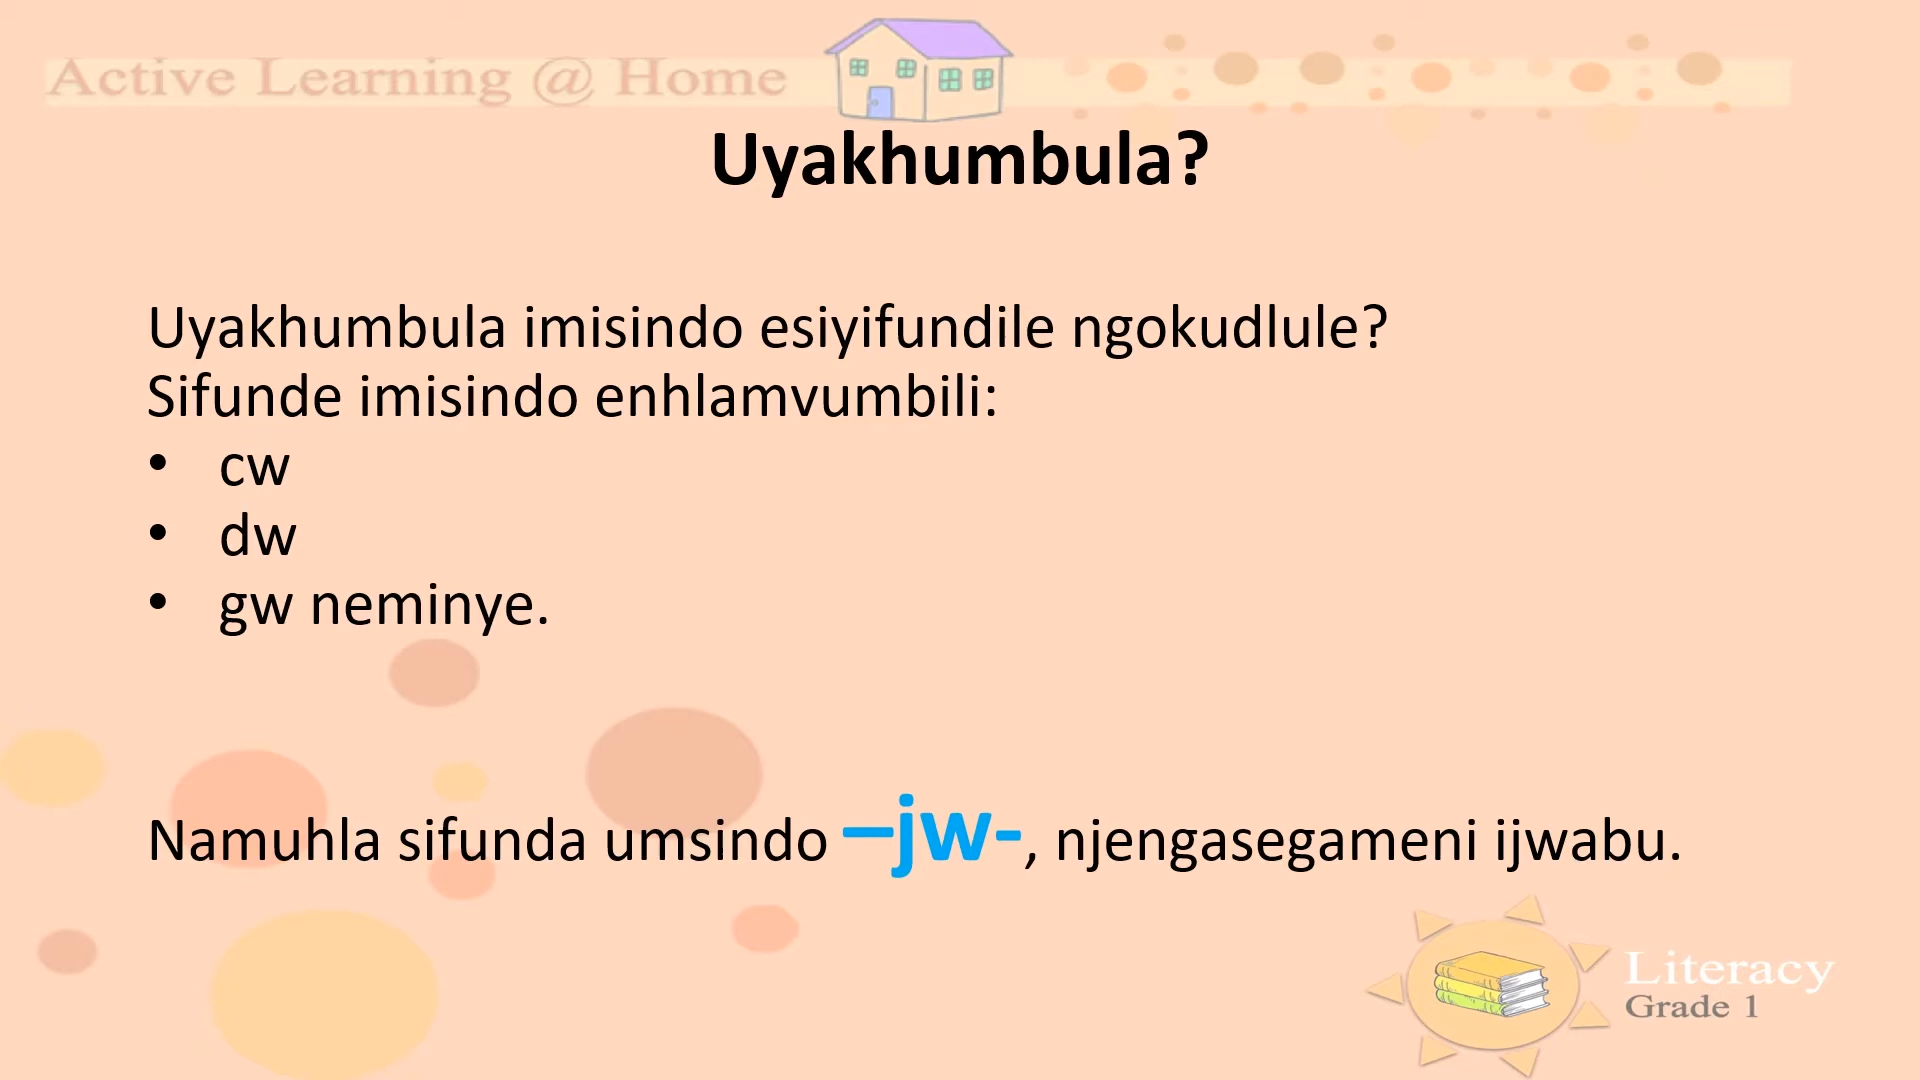 Active Learning @ Home
Uyakhumbula?
Uyakhumbula imisindo esiyifundile ngokudlule?
Sifunde imisindo enhlamvumbili:
• cw
• dw
• gw neminye.
Namuhla sifunda umsindo –jw-, njengasegameni ijwabu.
Literacy
Grade 1